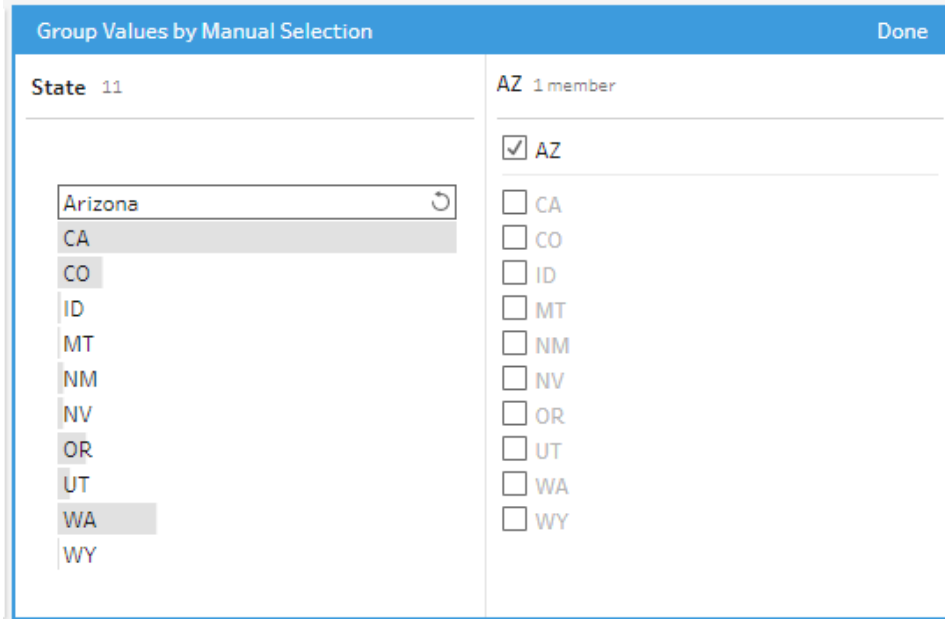 Group Values by Manual Selection Done
State 11
Arizona
CA
CO
ID
MT
NM
NV
OR
UT
WA
WY
AZ 1 member
AZ
CA
CO
ID
MT
NM
NV
OR
UT
WA
WY